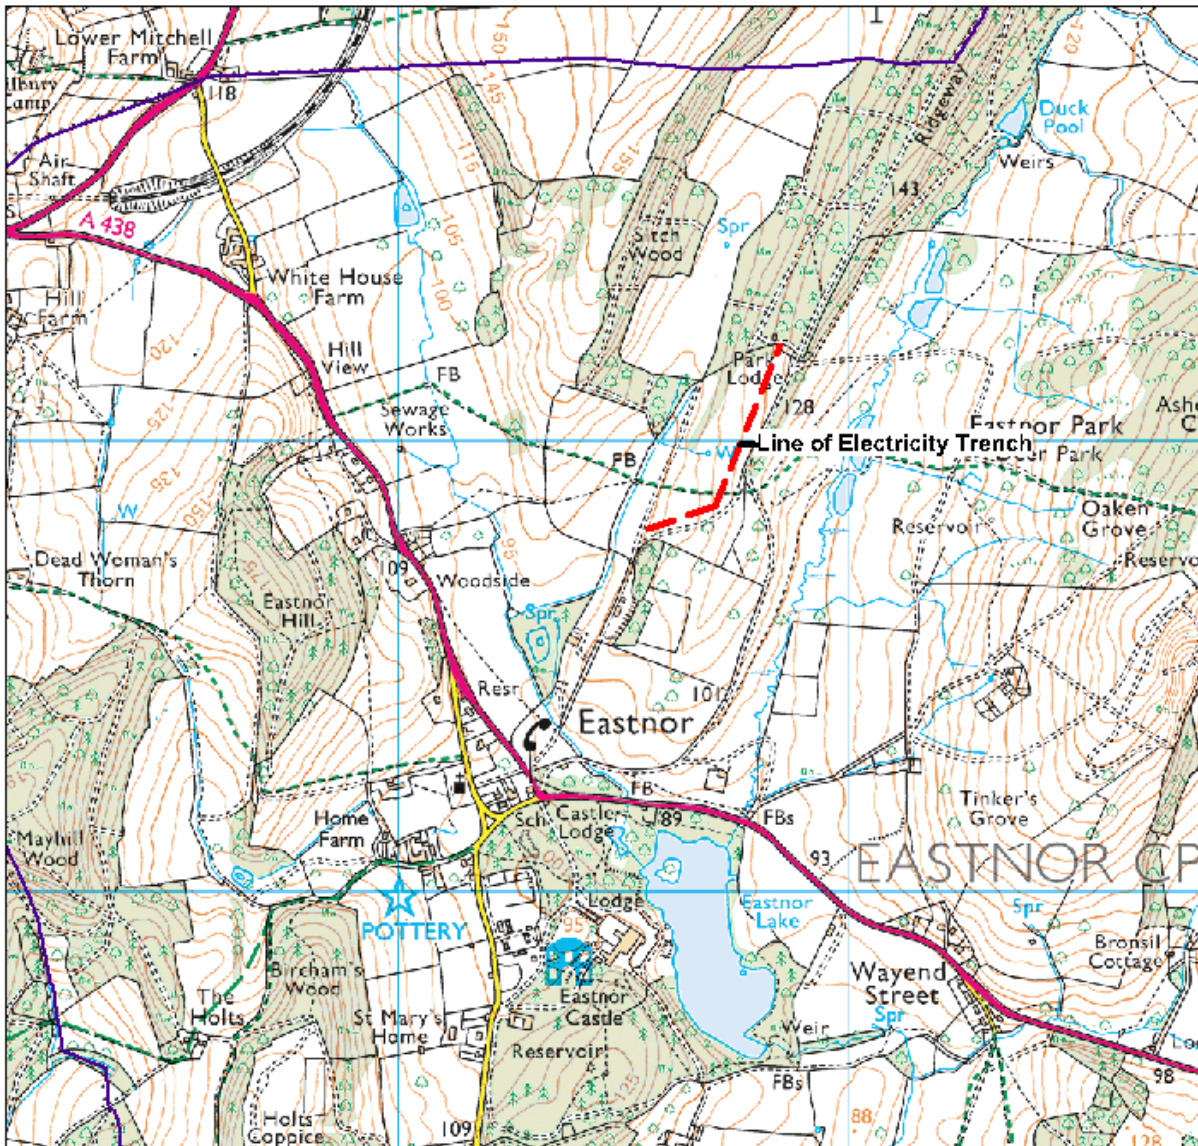 Lower Mitchell
Farm
118
Camp
Air
Shaft
A 438
White House
Farm
Hill
Farm
Hill
View
120
125
135
150
FB
Sewage
Works
150
145
115
105
100
155
Sitch
Wood
Spr
Ridgeway
143
Duck
Pool
Weirs
120
Park
Lodge
128
Line of Electricity Trench
Eastnor Park
Park
W
FB
Reservoir
Oaken
Grove
W
Dead Woman's
Thorn
109
Woodside
95
Eastnor
Hill
175
Spr
Resr
101
Eastnor
Home
Farm
Sch
Castle
Lodge
FB
89
FBs
Tinker's
Grove
93
EASTNOR CP
Mayhill
Wood
POTTERY
Lodge
Eastnor
Lake
95
Spr
Bronsil
Cottage
Bircham's
Wood
The
Holts
St Mary's
Home
Eastnor
Castle
Wayend
Street
Spr
Weir
Reservoir
FBs
98
Holts
Coppice
109
88